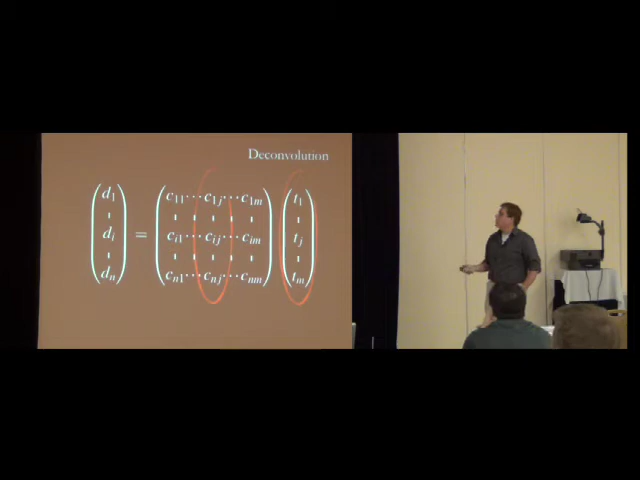 Deconvolution
d1 c11 ··· c1j ··· c1m t1
di = ci1 ··· cij ··· cim tj
dn cn1 ··· cnj ··· cnm tm